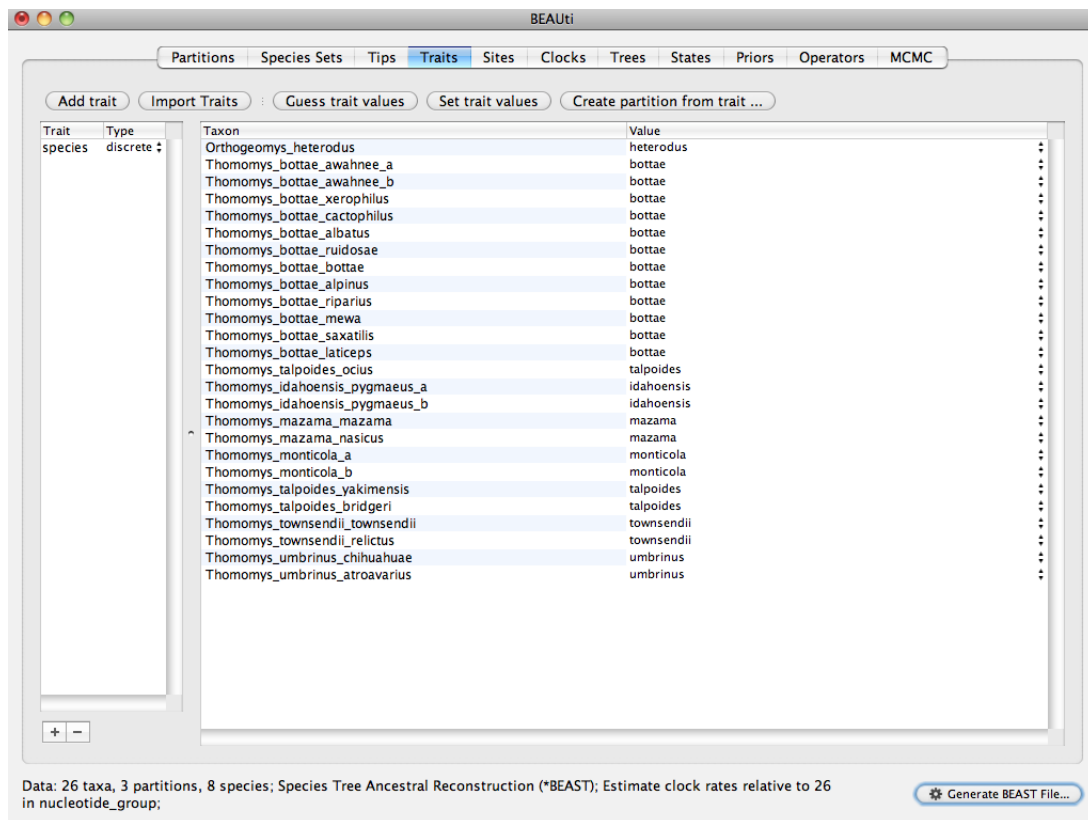 BEAUti
Partitions Species Sets Tips Traits Sites Clocks Trees States Priors Operators MCMC
Add trait Import Traits Guess trait values Set trait values Create partition from trait ...
Trait Type Taxon Value
species discrete Orthogeomys_heterodus heterodus
Thomomys_bottae_awahnee_a bottae
Thomomys_bottae_awahnee_b bottae
Thomomys_bottae_xerophilus bottae
Thomomys_bottae_cactophilus bottae
Thomomys_bottae_albatus bottae
Thomomys_bottae_ruidosae bottae
Thomomys_bottae_bottae bottae
Thomomys_bottae_alpinus bottae
Thomomys_bottae_riparius bottae
Thomomys_bottae_mewa bottae
Thomomys_bottae_saxatilis bottae
Thomomys_bottae_laticeps bottae
Thomomys_talpoides_ocius talpoides
Thomomys_idahoensis_pygmaeus_a idahoensis
Thomomys_idahoensis_pygmaeus_b idahoensis
Thomomys_mazama_mazama mazama
Thomomys_mazama_nasicus mazama
Thomomys_monticola_a monticola
Thomomys_monticola_b monticola
Thomomys_talpoides_yakimensis talpoides
Thomomys_talpoides_bridgeri talpoides
Thomomys_townsendii_townsendii townsendii
Thomomys_townsendii_relictus townsendii
Thomomys_umbrinus_chihuahuae umbrinus
Thomomys_umbrinus_atroavarius umbrinus
+ −
Data: 26 taxa, 3 partitions, 8 species; Species Tree Ancestral Reconstruction (*BEAST); Estimate clock rates relative to 26
in nucleotide_group;
Generate BEAST File...